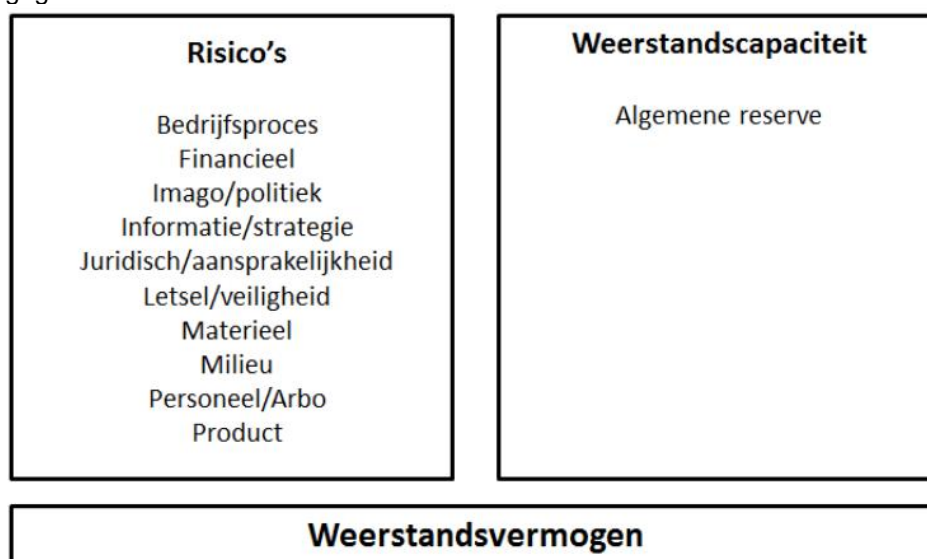 Risico's
Bedrijfsproces
Financieel
Imago/politiek
Informatie/strategie
Juridisch/aansprakelijkheid
Letsel/veiligheid
Materieel
Milieu
Personeel/Arbo
Product
Weerstandscapaciteit
Algemene reserve
Weerstandsvermogen